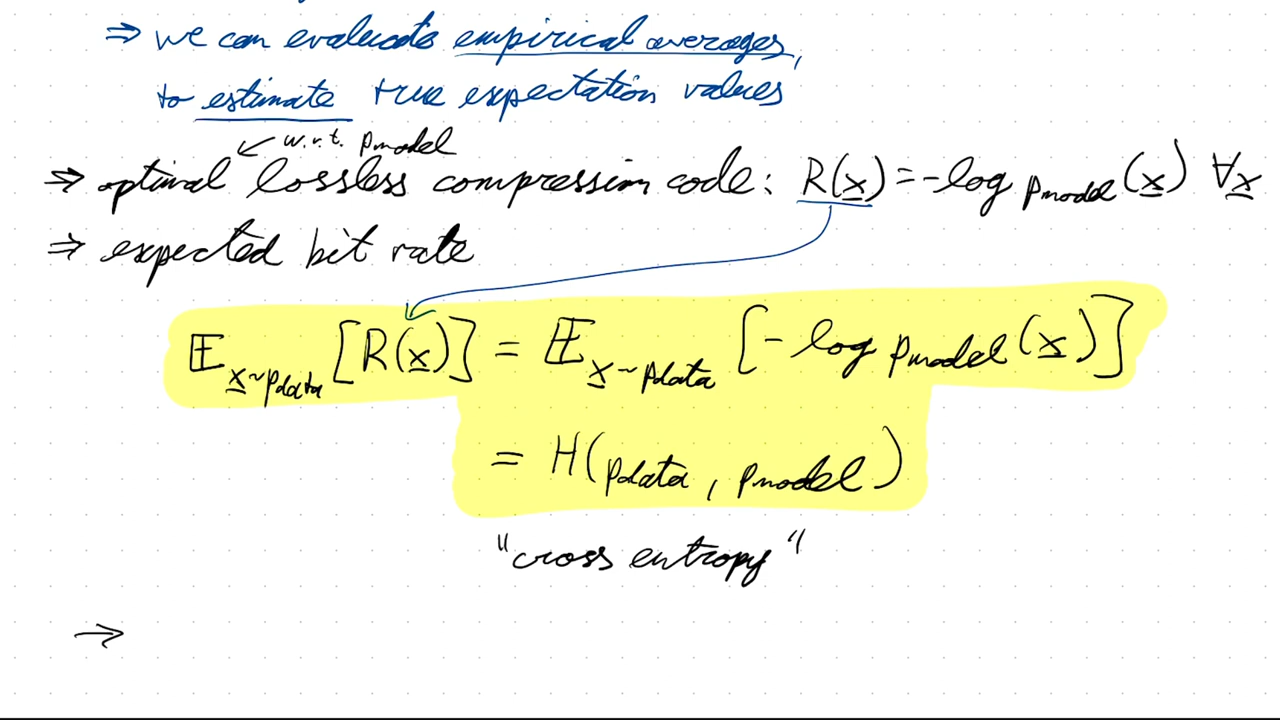 ⇒ we can evaluate empirical averages,
to estimate true expectation values
↙ w.r.t. pmodel
⇒ optimal lossless compression code: R(x) = -log pmodel(x) ∀x
⇒ expected bit rate
𝔼x~pdata [R(x)] = 𝔼x~pdata [-log pmodel(x)]
= H(pdata, pmodel)
"cross entropy"
→